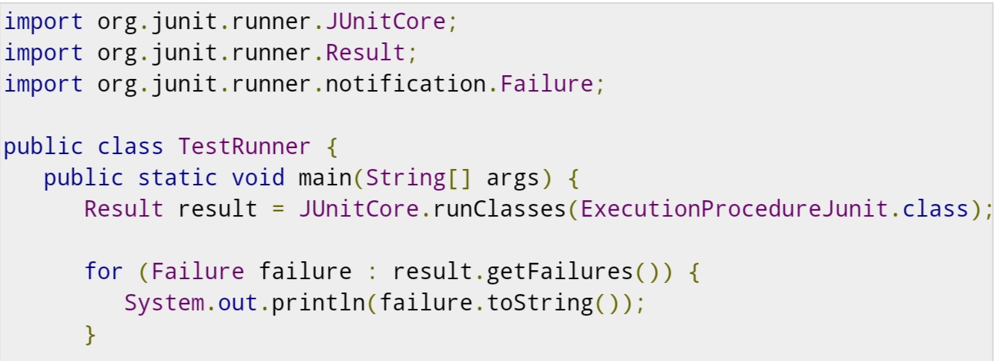 import org.junit.runner.JUnitCore;
import org.junit.runner.Result;
import org.junit.runner.notification.Failure;

public class TestRunner {
   public static void main(String[] args) {
      Result result = JUnitCore.runClasses(ExecutionProcedureJunit.class);

      for (Failure failure : result.getFailures()) {
         System.out.println(failure.toString());
      }